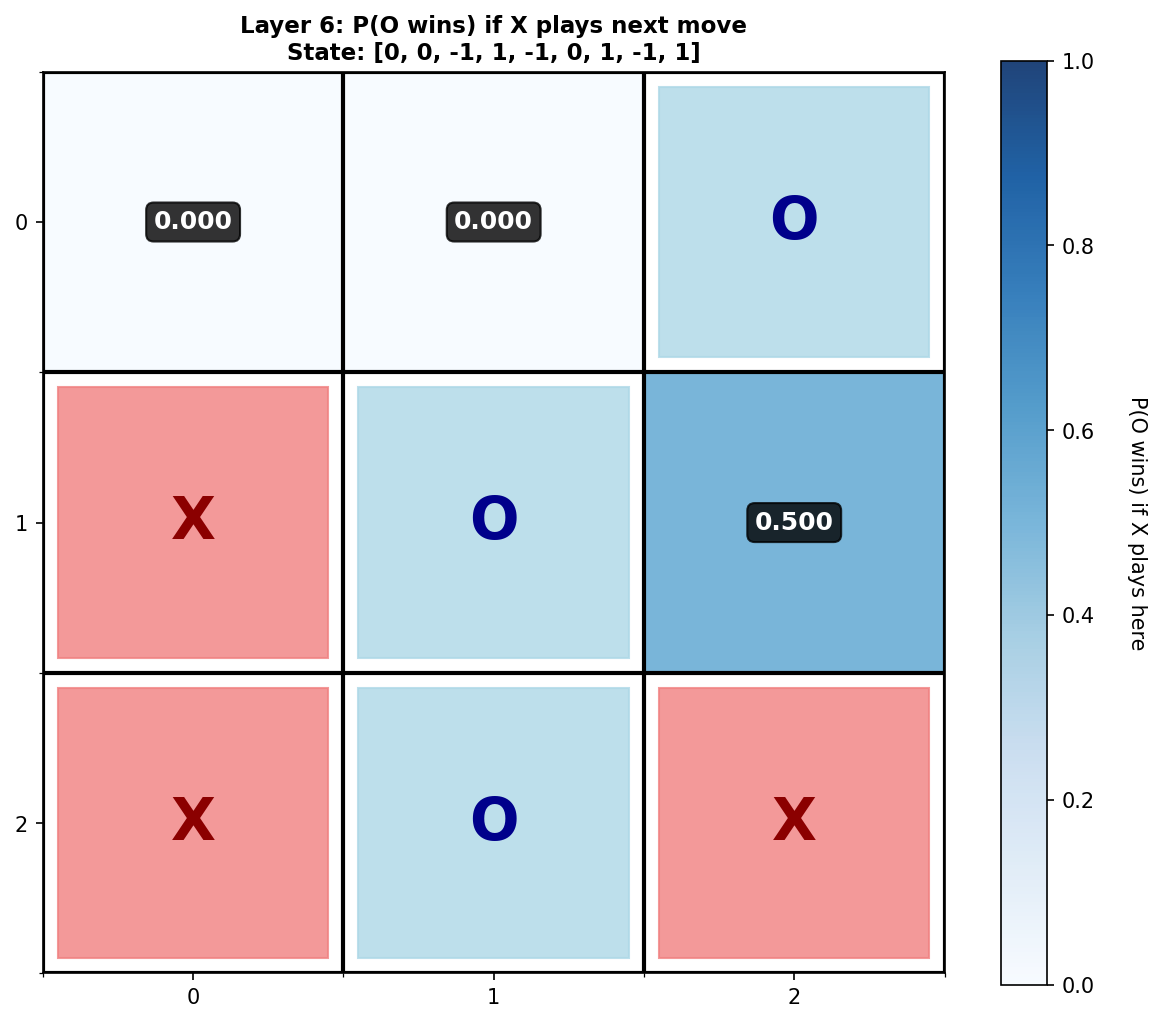 Layer 6: P(O wins) if X plays next move
State: [0, 0, -1, 1, -1, 0, 1, -1, 1]
0
0.000
0.000
O
1
X
O
0.500
2
X
O
X
0
1
2
1.0
0.8
0.6
0.4
0.2
0.0
P(O wins) if X plays here